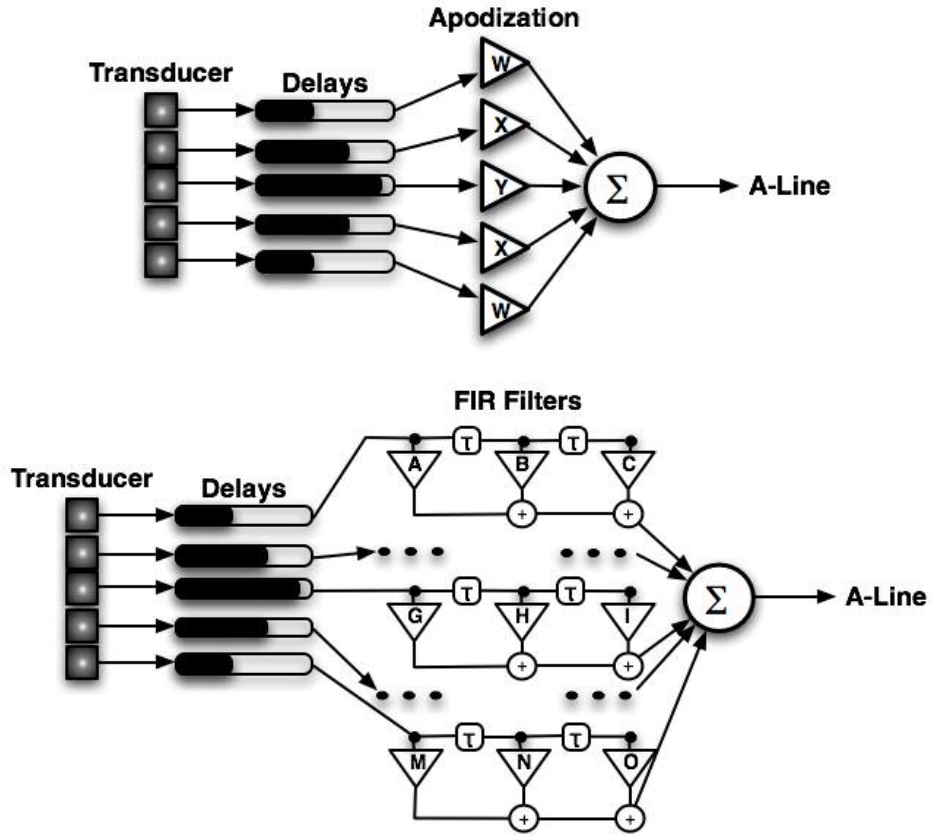 Apodization
Transducer
Delays
W
X
Y
X
W
Σ
A-Line
FIR Filters
Transducer
Delays
τ
τ
A
B
C
+
+
τ
τ
G
H
I
+
+
Σ
A-Line
τ
τ
M
N
O
+
+